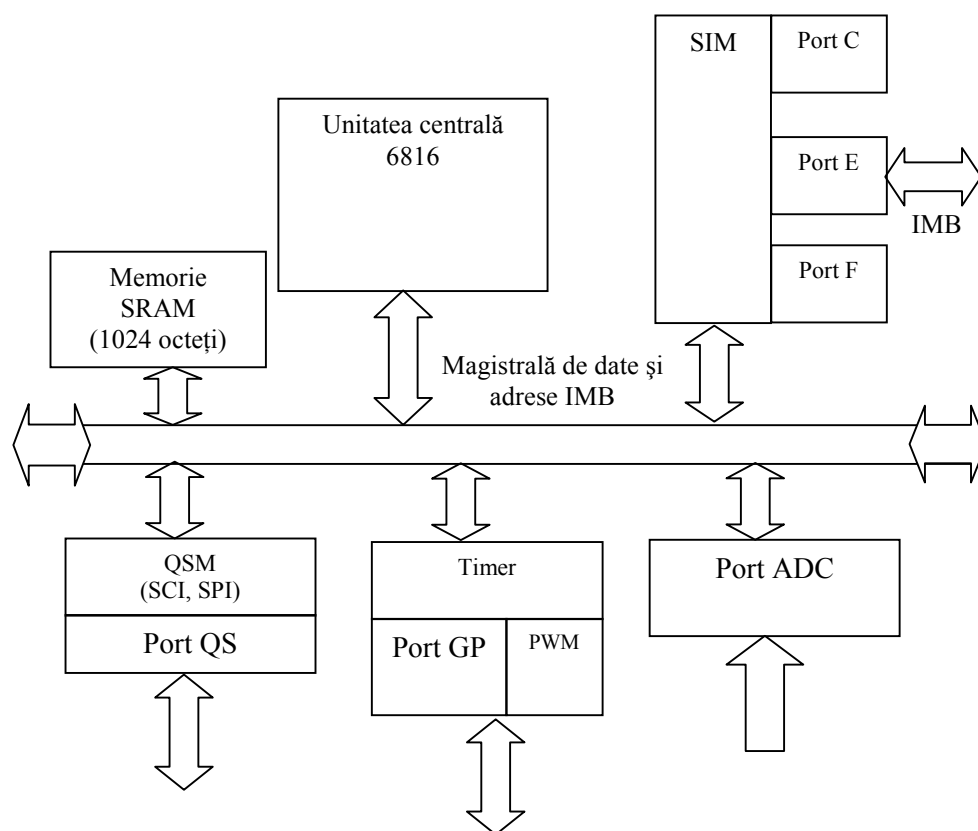 SIM
Port C
Unitatea centrală
6816
Port E
IMB
Memorie
SRAM
(1024 octeți)
Port F
Magistrală de date şi
adrese IMB
QSM
(SCI, SPI)
Port QS
Timer
Port GP
PWM
Port ADC